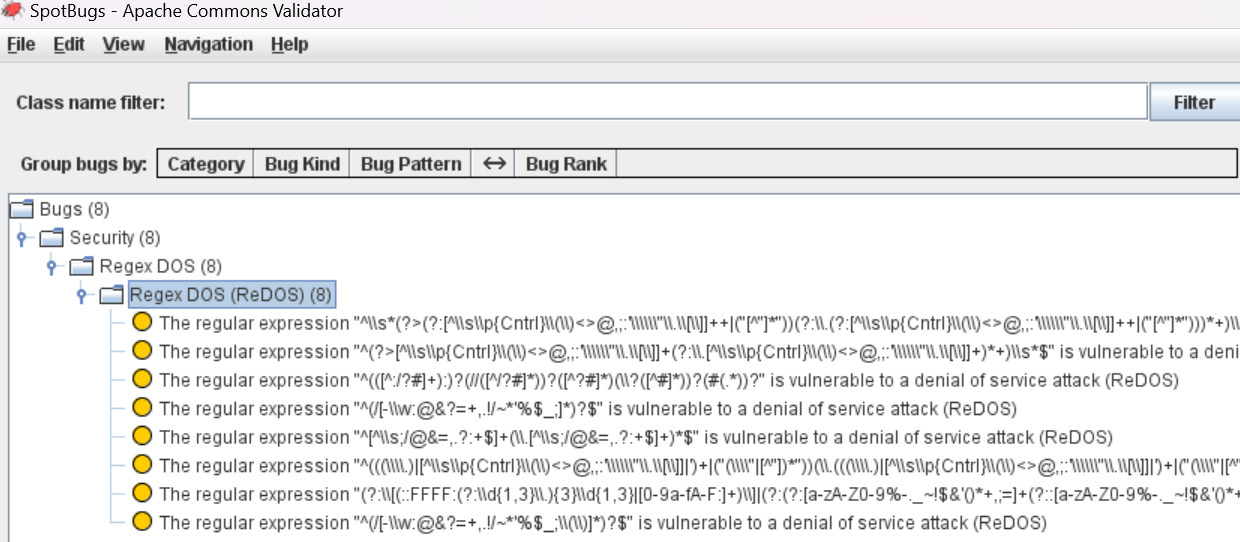 SpotBugs - Apache Commons Validator
File Edit View Navigation Help
Class name filter: Filter
Group bugs by: Category Bug Kind Bug Pattern ↔ Bug Rank
Bugs (8)
Security (8)
Regex DOS (8)
Regex DOS (ReDOS) (8)
The regular expression "^\\s*(?>(?:[^\\s\\p{Cntrl}\\(\\)<>@,;:'\\\\\\"\\.\\[\\]]++|("[^"]*"))(?:\\.(?:[^\\s\\p{Cntrl}\\(\\)<>@,;:'\\\\\\"\\.\\[\\]]++|("[^"]*")))*+)\\
The regular expression "^(?>[^\\s\\p{Cntrl}\\(\\)<>@,;:'\\\\\\"\\.\\[\\]]+(?:\\.[^\\s\\p{Cntrl}\\(\\)<>@,;:'\\\\\\"\\.\\[\\]]+)*+)\\s*$" is vulnerable to a deni
The regular expression "^(([^:/?#]+):)?(//([^/?#]*))?([^?#]*)(\\?([^#]*))?(#(.*))?" is vulnerable to a denial of service attack (ReDOS)
The regular expression "^(/[-\\w:@&?=+,.!/~*'%$_;]*)?$" is vulnerable to a denial of service attack (ReDOS)
The regular expression "^[^\\s;/@&=,.?:+$]+(\\.[^\\s;/@&=,.?:+$]+)*$" is vulnerable to a denial of service attack (ReDOS)
The regular expression "^(((\\\\.)|[^\\s\\p{Cntrl}\\(\\)<>@,;:'\\\\\\"\\.\\[\\]]|')+|("(\\\\"|[^"])*"))(\\.(((\\\\.)|[^\\s\\p{Cntrl}\\(\\)<>@,;:'\\\\\\"\\.\\[\\]]|')+|("(\\\\"|[^"
The regular expression "(?:\\[(::FFFF:(?:\\d{1,3}\\.){3}\\d{1,3}|[0-9a-fA-F:]+)\\]|(?:(?:[a-zA-Z0-9%-._~!$&'()*+,;=]+(?::[a-zA-Z0-9%-._~!$&'()*+
The regular expression "^(/[-\\w:@&?=+,.!/~*'%$_;\\(\\)]*)?$" is vulnerable to a denial of service attack (ReDOS)